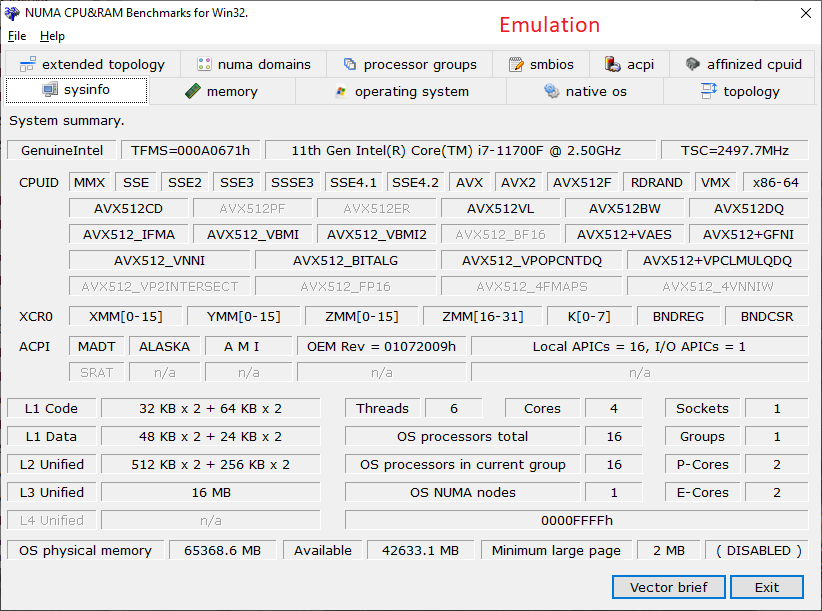 NUMA CPU&RAM Benchmarks for Win32.
Emulation
File Help
extended topology numa domains processor groups smbios acpi affinized cpuid
sysinfo memory operating system native os topology
System summary.
GenuineIntel TFMS=000A0671h 11th Gen Intel(R) Core(TM) i7-11700F @ 2.50GHz TSC=2497.7MHz
CPUID MMX SSE SSE2 SSE3 SSSE3 SSE4.1 SSE4.2 AVX AVX2 AVX512F RDRAND VMX x86-64
AVX512CD AVX512PF AVX512ER AVX512VL AVX512BW AVX512DQ
AVX512_IFMA AVX512_VBMI AVX512_VBMI2 AVX512_BF16 AVX512+VAES AVX512+GFNI
AVX512_VNNI AVX512_BITALG AVX512_VPOPCNTDQ AVX512+VPCLMULQDQ
AVX512_VP2INTERSECT AVX512_FP16 AVX512_4FMAPS AVX512_4VNNIW
XCR0 XMM[0-15] YMM[0-15] ZMM[0-15] ZMM[16-31] K[0-7] BNDREG BNDCSR
ACPI MADT ALASKA A M I OEM Rev = 01072009h Local APICs = 16, I/O APICs = 1
SRAT n/a n/a n/a n/a
L1 Code 32 KB x 2 + 64 KB x 2 Threads 6 Cores 4 Sockets 1
L1 Data 48 KB x 2 + 24 KB x 2 OS processors total 16 Groups 1
L2 Unified 512 KB x 2 + 256 KB x 2 OS processors in current group 16 P-Cores 2
L3 Unified 16 MB OS NUMA nodes 1 E-Cores 2
L4 Unified n/a 0000FFFFh
OS physical memory 65368.6 MB Available 42633.1 MB Minimum large page 2 MB ( DISABLED )
Vector brief Exit